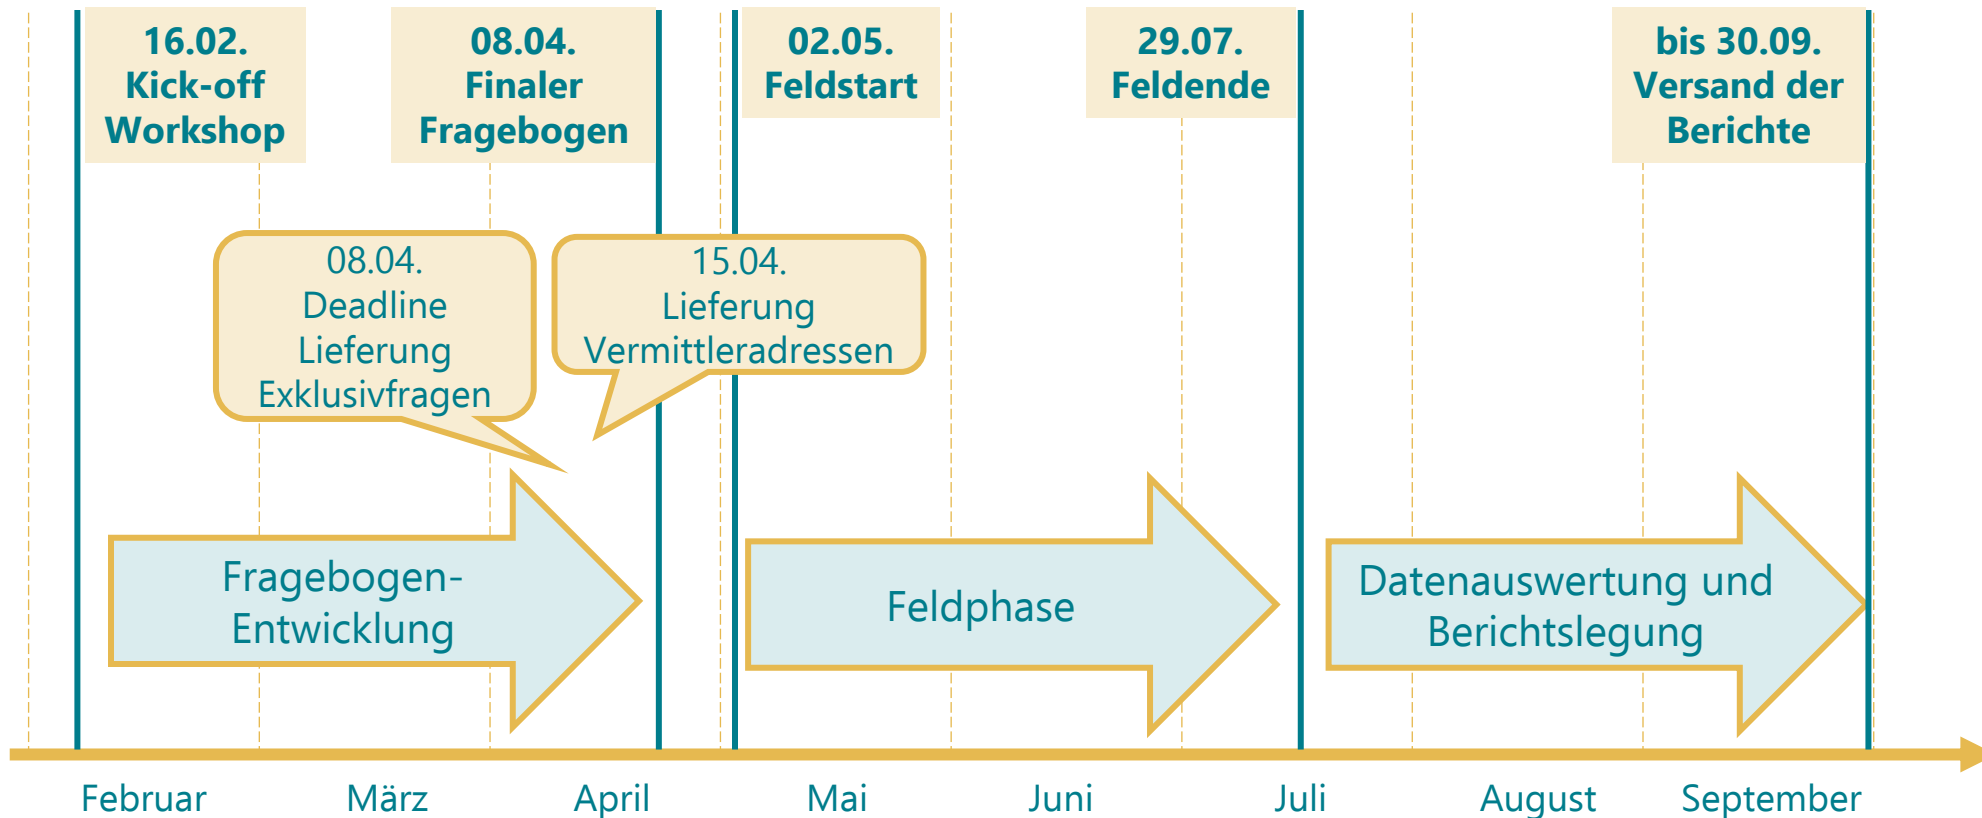 16.02.
Kick-off
Workshop
08.04.
Finaler
Fragebogen
02.05.
Feldstart
29.07.
Feldende
bis 30.09.
Versand der
Berichte
08.04.
Deadline
Lieferung
Exklusivfragen
15.04.
Lieferung
Vermittleradressen
Fragebogen-
Entwicklung
Feldphase
Datenauswertung und
Berichtslegung
Februar
März
April
Mai
Juni
Juli
August
September